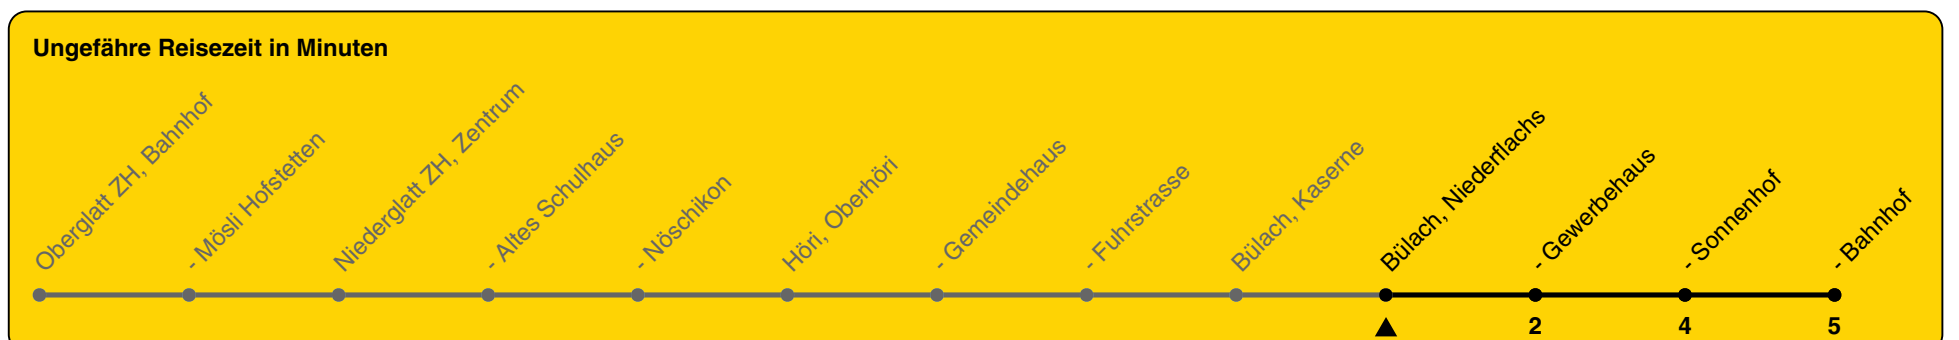 Ungefähre Reisezeit in Minuten
Oberglatt ZH, Bahnhof
- Mösli Hofstetten
Niederglatt ZH, Zentrum
- Altes Schulhaus
- Nöschikon
Höri, Oberhöri
- Gemeindehaus
- Fuhrstrasse
Bülach, Kaserne
Bülach, Niederflachs
- Gewerbehaus
- Sonnenhof
- Bahnhof
2 4 5